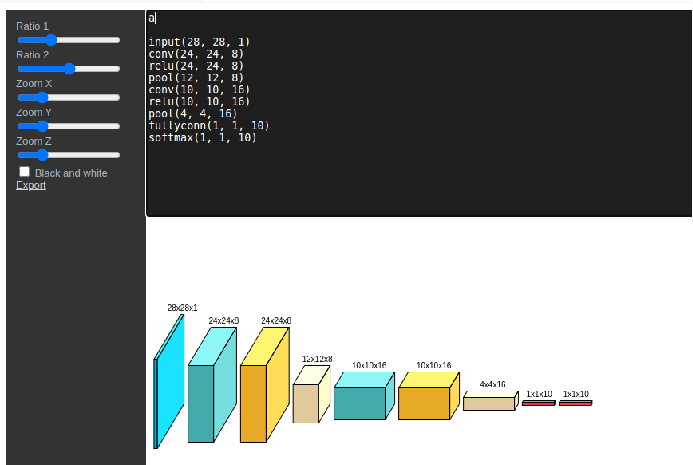 Ratio 1
Ratio 2
Zoom X
Zoom Y
Zoom Z
Black and white
Export
a
input(28, 28, 1)
conv(24, 24, 8)
relu(24, 24, 8)
pool(12, 12, 8)
conv(10, 10, 16)
relu(10, 10, 16)
pool(4, 4, 16)
fullyconn(1, 1, 10)
softmax(1, 1, 10)
28x28x1
24x24x8
24x24x8
12x12x8
10x10x16
10x10x16
4x4x16
1x1x10
1x1x10